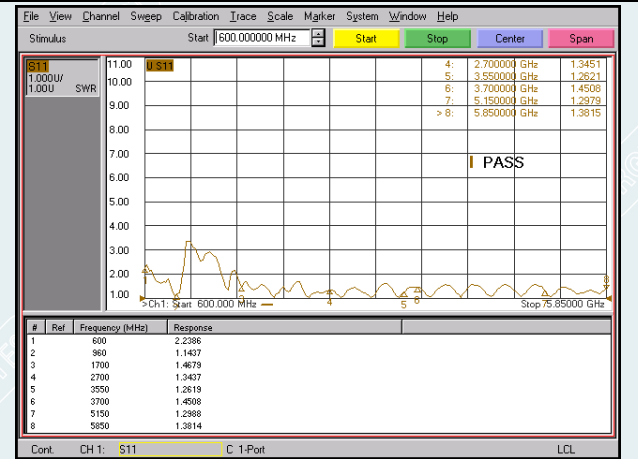 File View Channel Sweep Calibration Trace Scale Marker System Window Help
Stimulus Start 600.000000 MHz Start Stop Center Span
S11
1.000U/
1.00U SWR
11.00 U S11
10.00
9.00
8.00
7.00
6.00
5.00
4.00
3.00
2.00
1.00
4: 2.700000 GHz 1.3451
5: 3.550000 GHz 1.2621
6: 3.700000 GHz 1.4508
7: 5.150000 GHz 1.2979
> 8: 5.850000 GHz 1.3815
PASS
>Ch1: Start 600.000 MHz Stop 5.85000 GHz
# Ref Frequency (MHz) Response
1 600 2.2386
2 960 1.1437
3 1700 1.4679
4 2700 1.3437
5 3550 1.2619
6 3700 1.4508
7 5150 1.2988
8 5850 1.3814
Cont. CH 1: S11 C 1-Port LCL